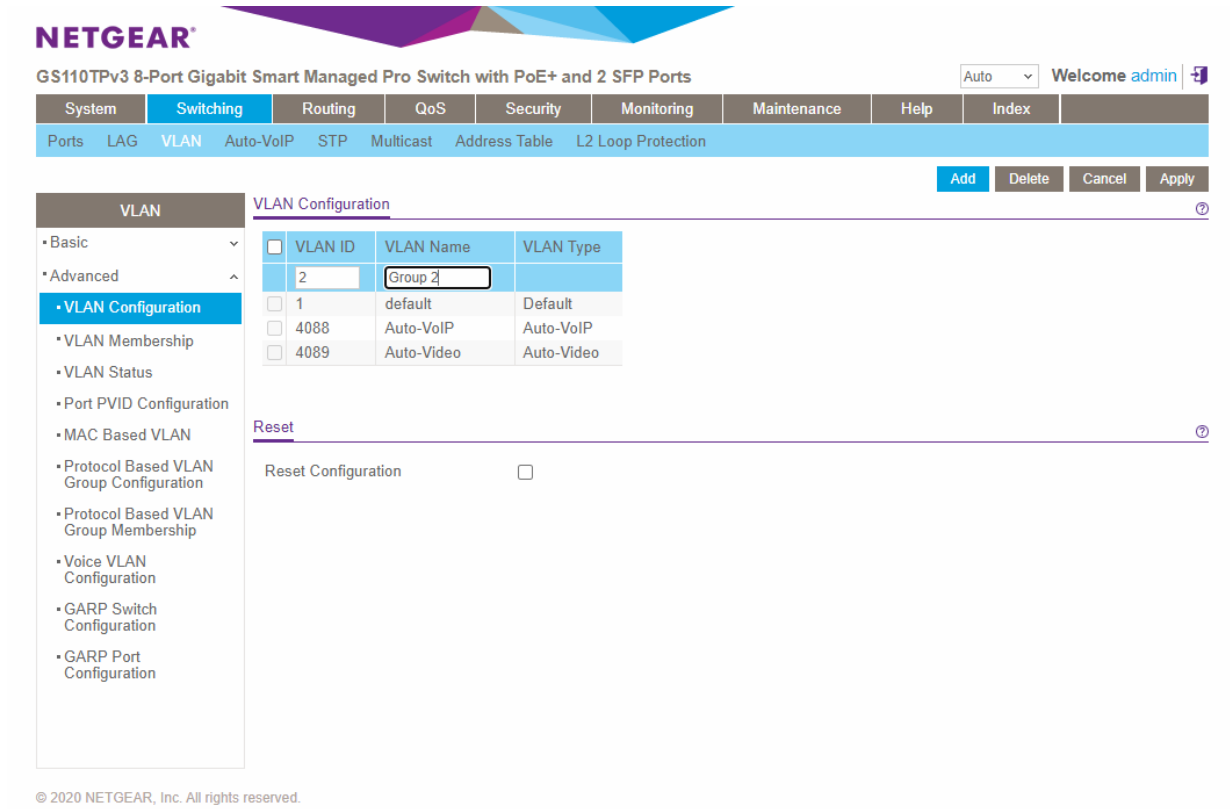 NETGEAR®
GS110TPv3 8-Port Gigabit Smart Managed Pro Switch with PoE+ and 2 SFP Ports
Auto Welcome admin
System Switching Routing QoS Security Monitoring Maintenance Help Index
Ports LAG VLAN Auto-VoIP STP Multicast Address Table L2 Loop Protection
Add Delete Cancel Apply
VLAN
Basic
Advanced
VLAN Configuration
VLAN Membership
VLAN Status
Port PVID Configuration
MAC Based VLAN
Protocol Based VLAN
Group Configuration
Protocol Based VLAN
Group Membership
Voice VLAN
Configuration
GARP Switch
Configuration
GARP Port
Configuration
VLAN Configuration
?
VLAN ID VLAN Name VLAN Type
2 Group 2
1 default Default
4088 Auto-VoIP Auto-VoIP
4089 Auto-Video Auto-Video
Reset
?
Reset Configuration
© 2020 NETGEAR, Inc. All rights reserved.